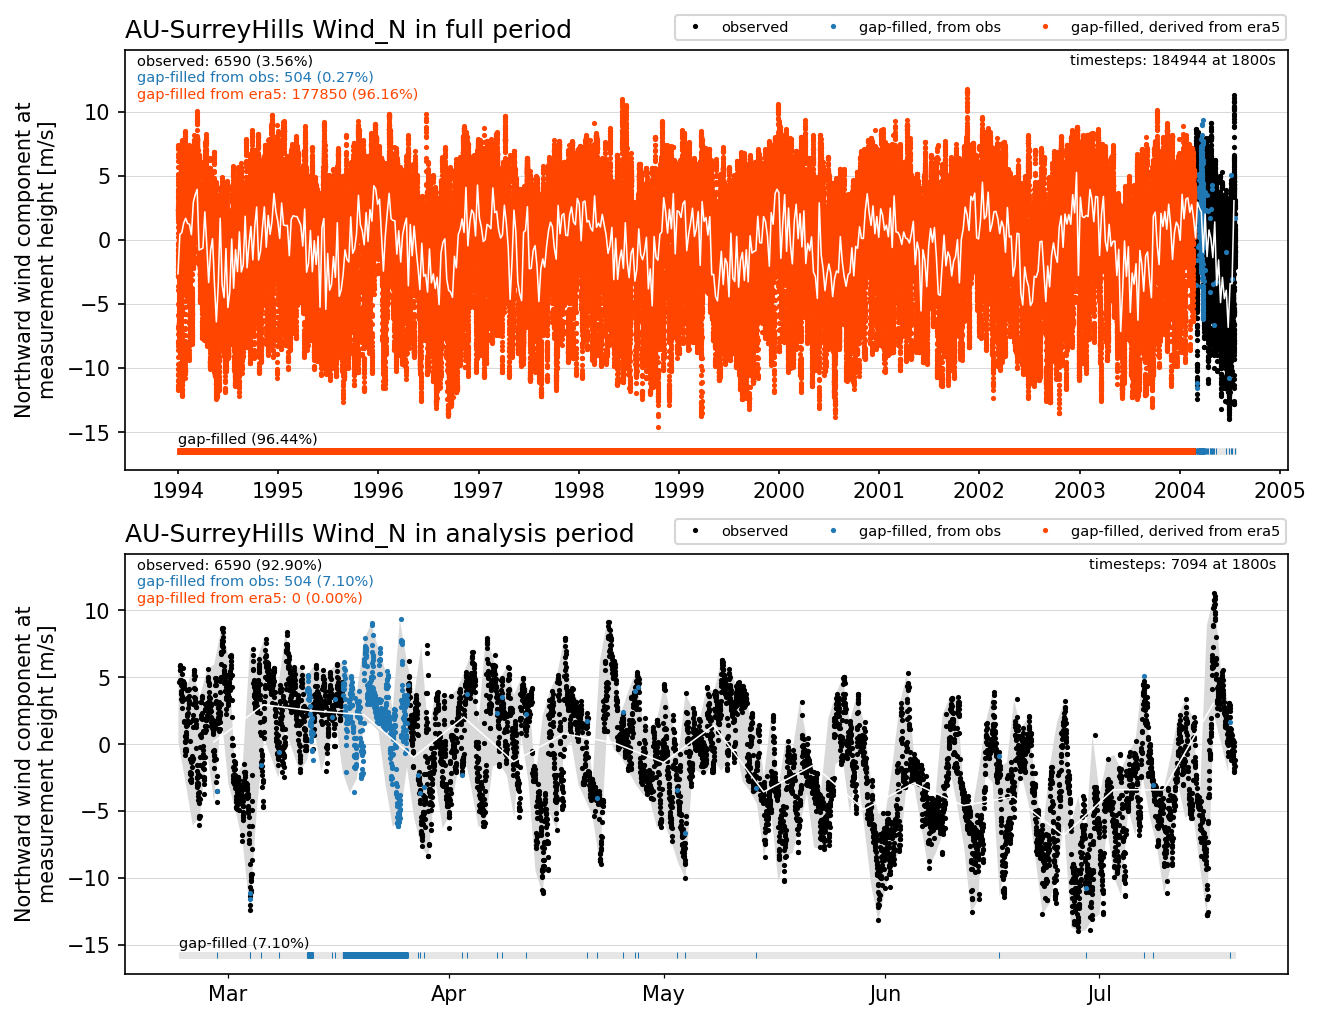 AU-SurreyHills Wind_N in full period
observed
gap-filled, from obs
gap-filled, derived from era5
observed: 6590 (3.56%)
gap-filled from obs: 504 (0.27%)
gap-filled from era5: 177850 (96.16%)
timesteps: 184944 at 1800s
Northward wind component at
measurement height [m/s]
10
5
0
−5
−10
−15
gap-filled (96.44%)
1994 1995 1996 1997 1998 1999 2000 2001 2002 2003 2004 2005
AU-SurreyHills Wind_N in analysis period
observed
gap-filled, from obs
gap-filled, derived from era5
observed: 6590 (92.90%)
gap-filled from obs: 504 (7.10%)
gap-filled from era5: 0 (0.00%)
timesteps: 7094 at 1800s
Northward wind component at
measurement height [m/s]
10
5
0
−5
−10
−15
gap-filled (7.10%)
Mar Apr May Jun Jul